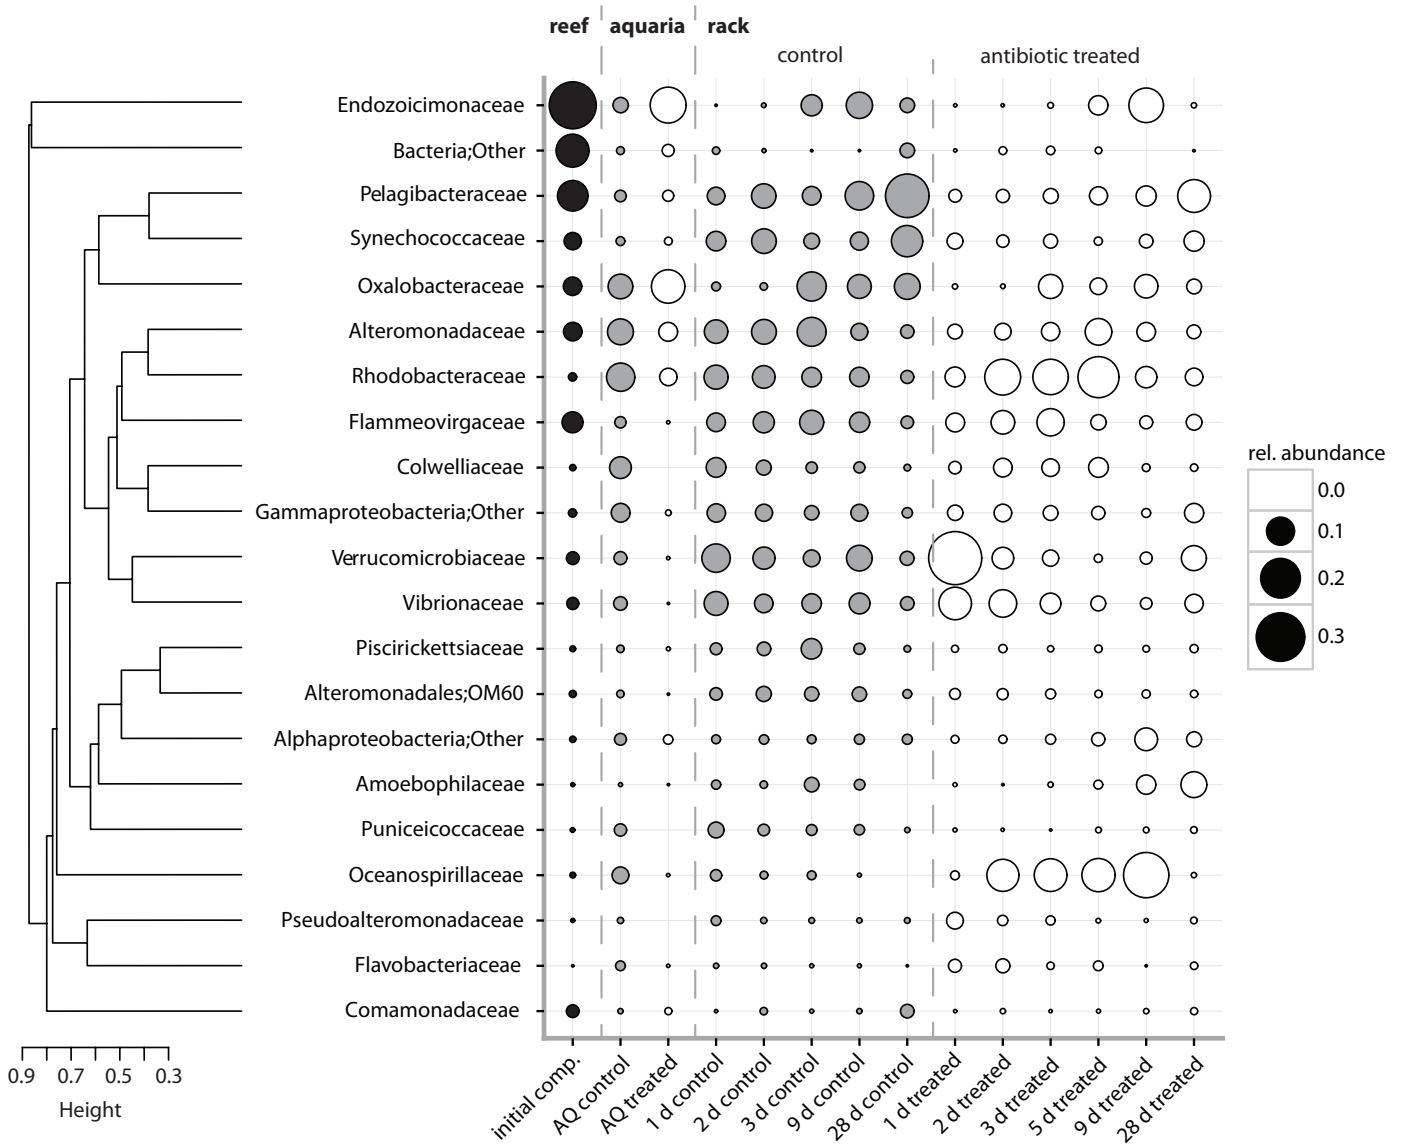 reef aquaria rack
control antibiotic treated
Endozoicimonaceae
Bacteria;Other
Pelagibacteraceae
Synechococcaceae
Oxalobacteraceae
Alteromonadaceae
Rhodobacteraceae
Flammeovirgaceae
Colwelliaceae
Gammaproteobacteria;Other
Verrucomicrobiaceae
Vibrionaceae
Piscirickettsiaceae
Alteromonadales;OM60
Alphaproteobacteria;Other
Amoebophilaceae
Puniceicoccaceae
Oceanospirillaceae
Pseudoalteromonadaceae
Flavobacteriaceae
Comamonadaceae
rel. abundance
0.0
0.1
0.2
0.3
0.9 0.7 0.5 0.3
Height
initial comp.
AQ control
AQ treated
1 d control
2 d control
3 d control
9 d control
28 d control
1 d treated
2 d treated
3 d treated
5 d treated
9 d treated
28 d treated